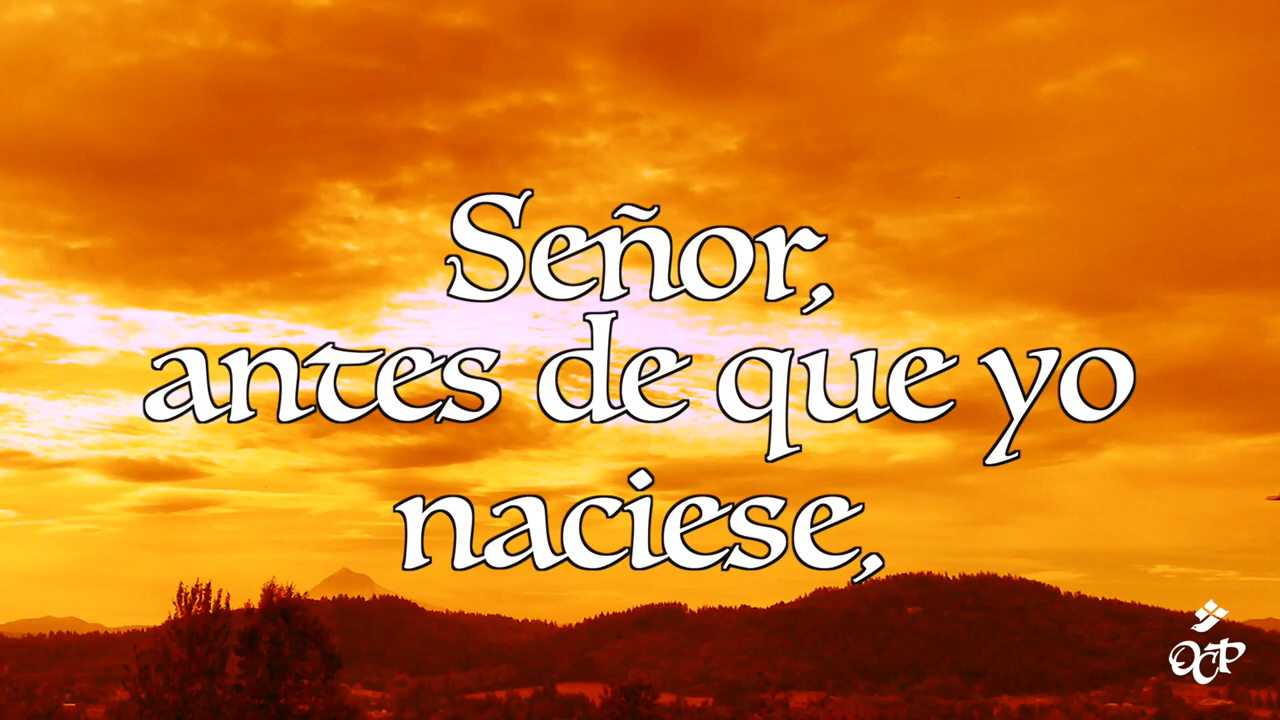 Señor,
antes de que yo
naciese,
OCP